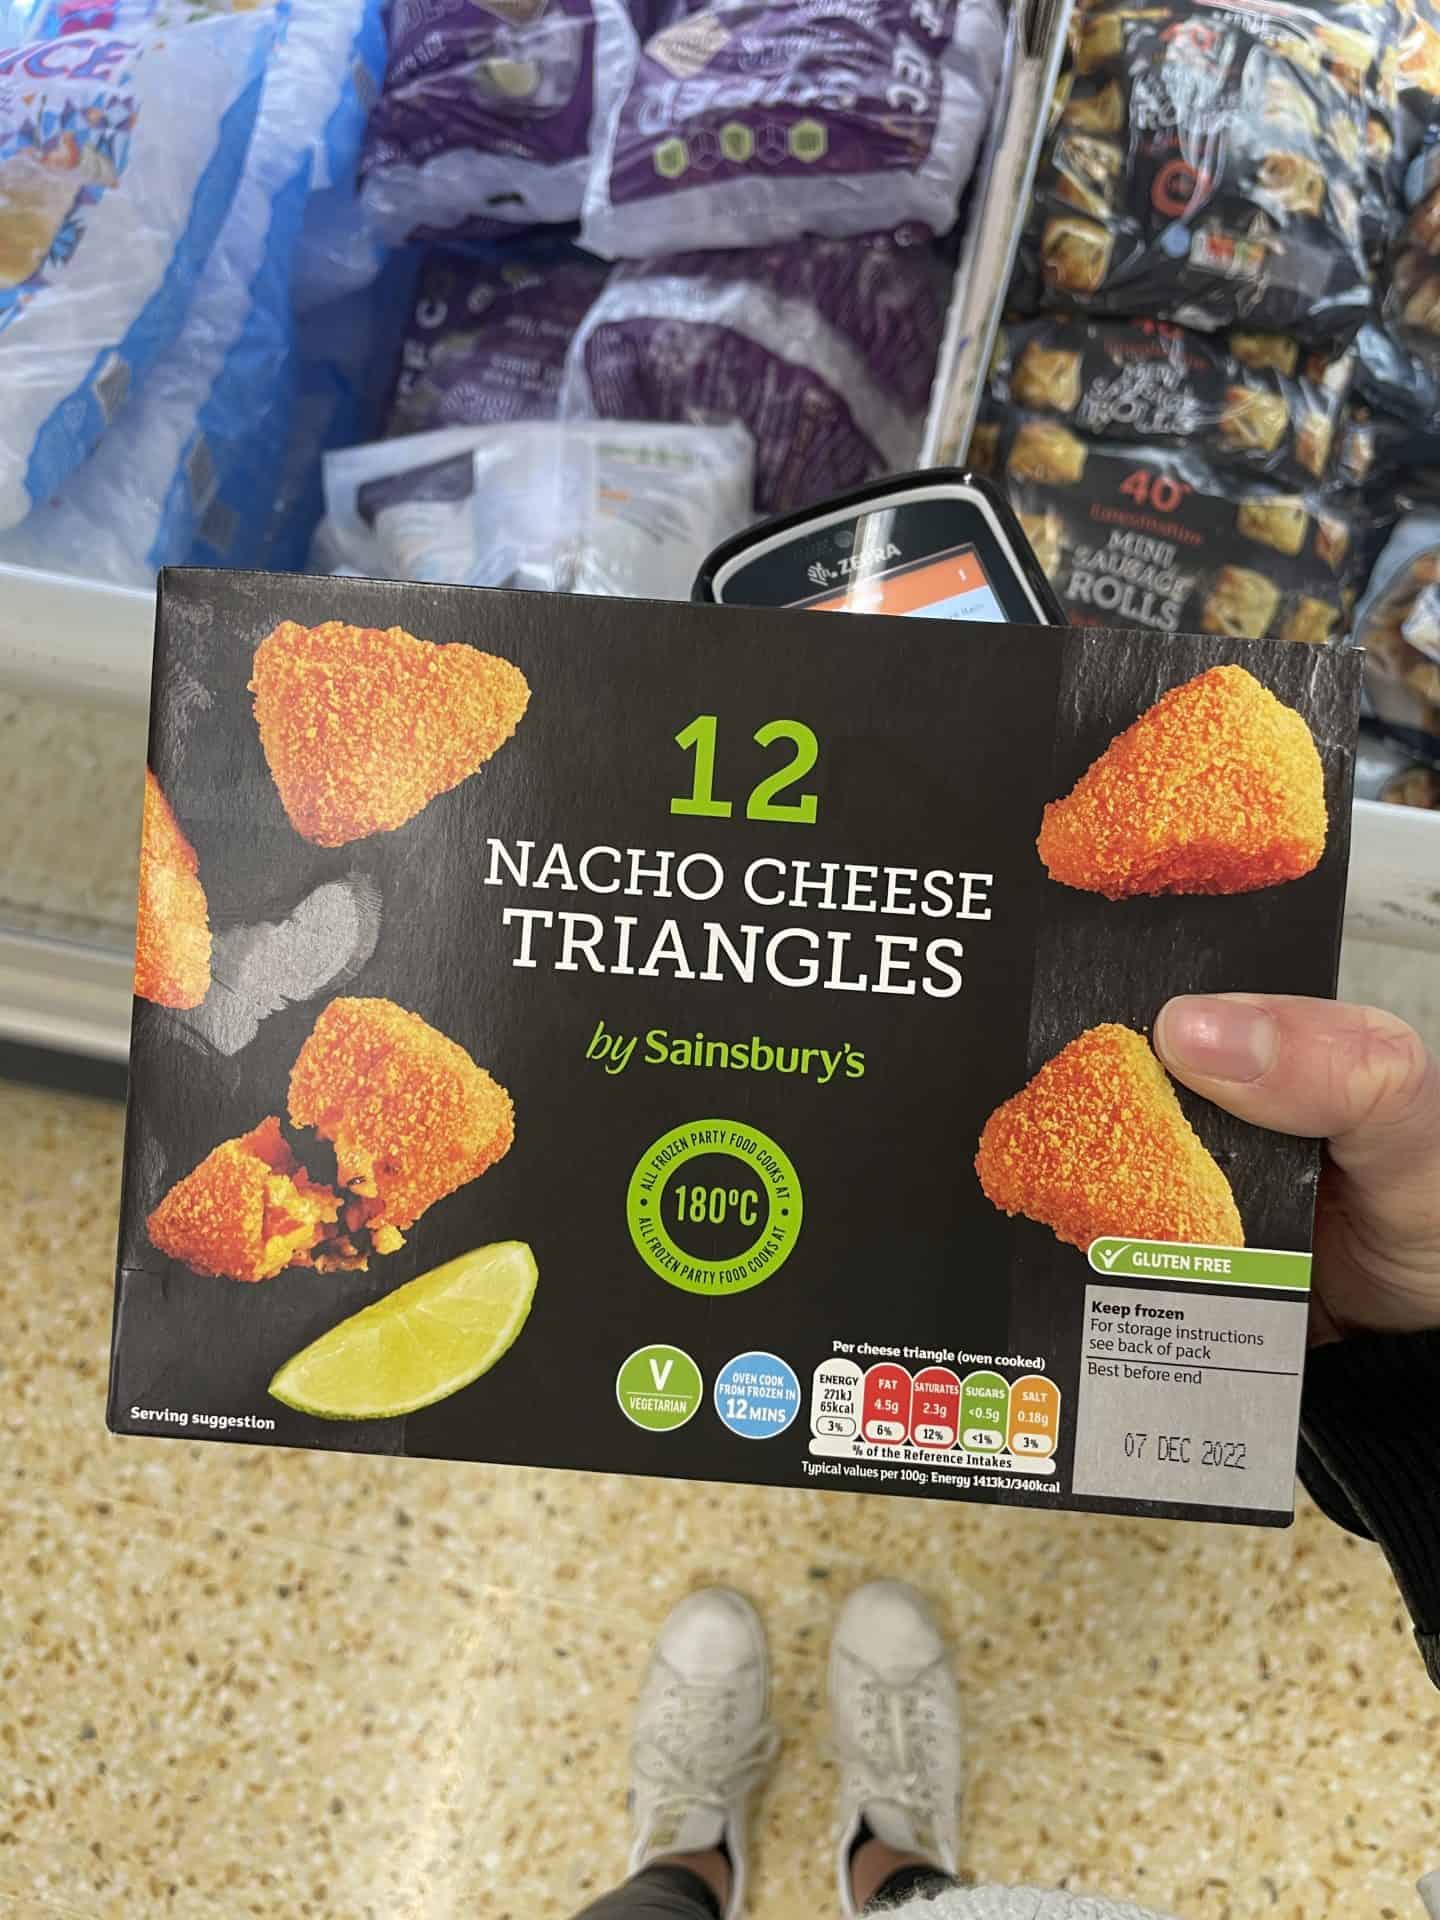 ICE
ZEBRA
40
MINI
SAUSAGE
ROLLS
12
NACHO CHEESE
TRIANGLES
by Sainsbury's
ALL FROZEN PARTY FOOD COOKS AT
180ºC
ALL FROZEN PARTY FOOD COOKS AT
GLUTEN FREE
Keep frozen
For storage instructions
see back of pack
Best before end
07 DEC 2022
V
VEGETARIAN
OVEN COOK
FROM FROZEN IN
12 MINS
Per cheese triangle (oven cooked)
ENERGY
271kJ
65kcal
3%
FAT
4.5g
6%
SATURATES
2.3g
12%
SUGARS
<0.5g
<1%
SALT
0.18g
3%
% of the Reference Intakes
Typical values per 100g: Energy 1413kJ/340kcal
Serving suggestion